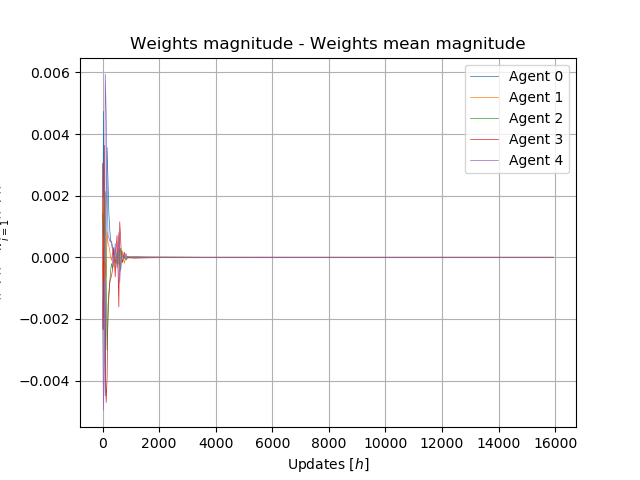 Weights magnitude - Weights mean magnitude
0.006
0.004
0.002
0.000
−0.002
−0.004
0
2000
4000
6000
8000
10000
12000
14000
16000
Updates [h]
Agent 0
Agent 1
Agent 2
Agent 3
Agent 4